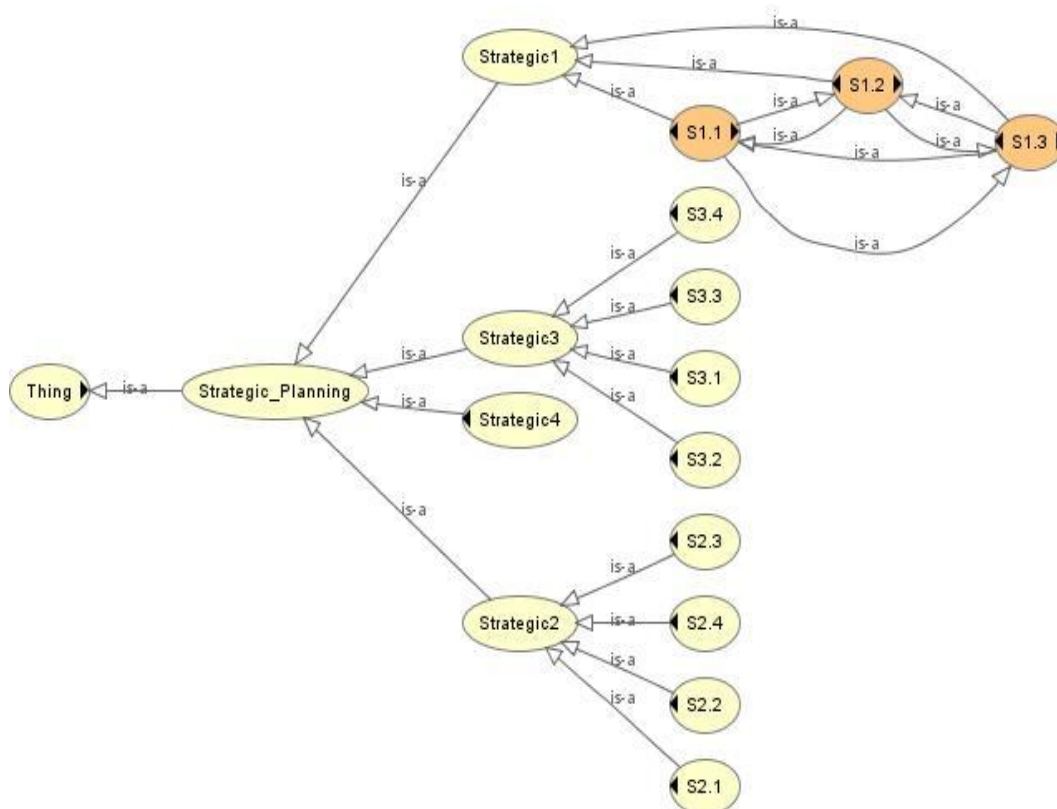 is-a
Strategic1
is-a
S1.2
is-a
is-a
is-a
S1.1
is-a
is-a
S1.3
is-a
is-a
is-a
S3.4
is-a
is-a
S3.3
is-a
Strategic3
is-a
is-a
S3.1
Thing
is-a
Strategic_Planning
is-a
Strategic4
is-a
S3.2
is-a
S2.3
is-a
Strategic2
is-a
S2.4
is-a
S2.2
is-a
S2.1